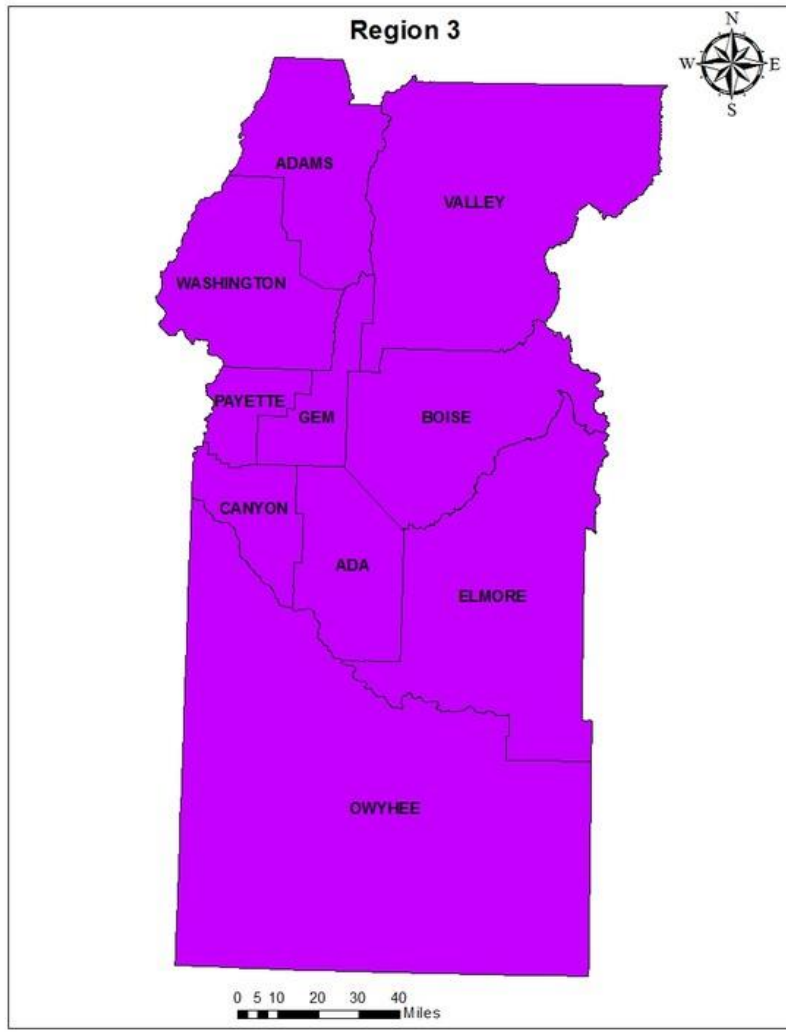 Region 3
N
W E
S
ADAMS
VALLEY
WASHINGTON
PAYETTE
GEM
BOISE
CANYON
ADA
ELMORE
OWYHEE
0 5 10 20 30 40
Miles